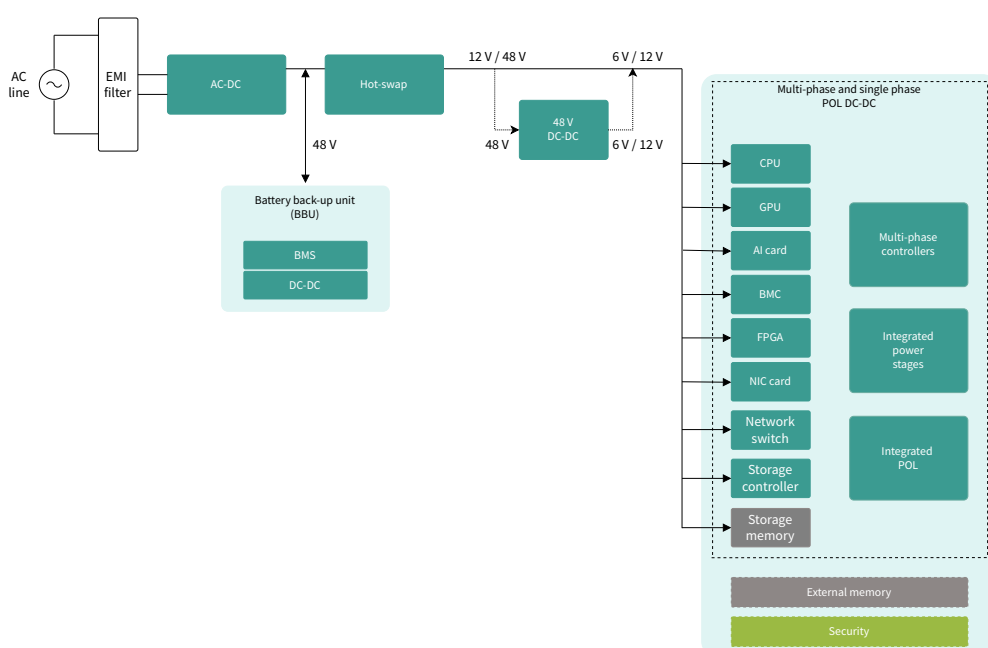 AC
line
EMI
filter
AC-DC
Hot-swap
12 V / 48 V
6 V / 12 V
48 V
DC-DC
48 V
6 V / 12 V
48 V
Battery back-up unit
(BBU)
BMS
DC-DC
Multi-phase and single phase
POL DC-DC
CPU
GPU
AI card
BMC
FPGA
NIC card
Network
switch
Storage
controller
Storage
memory
Multi-phase
controllers
Integrated
power
stages
Integrated
POL
External memory
Security